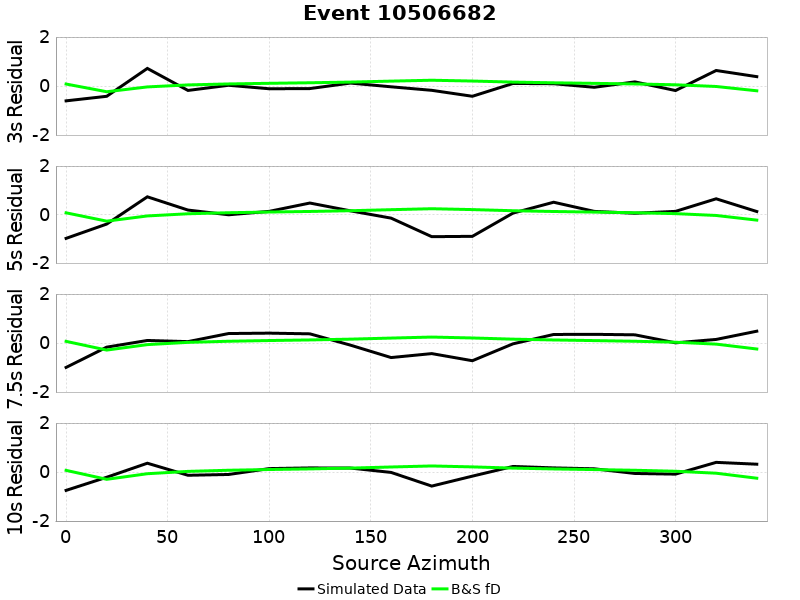 Event 10506682
3s Residual
2
0
-2
5s Residual
2
0
-2
7.5s Residual
2
0
-2
10s Residual
2
0
-2
0 50 100 150 200 250 300
Source Azimuth
Simulated Data B&S fD